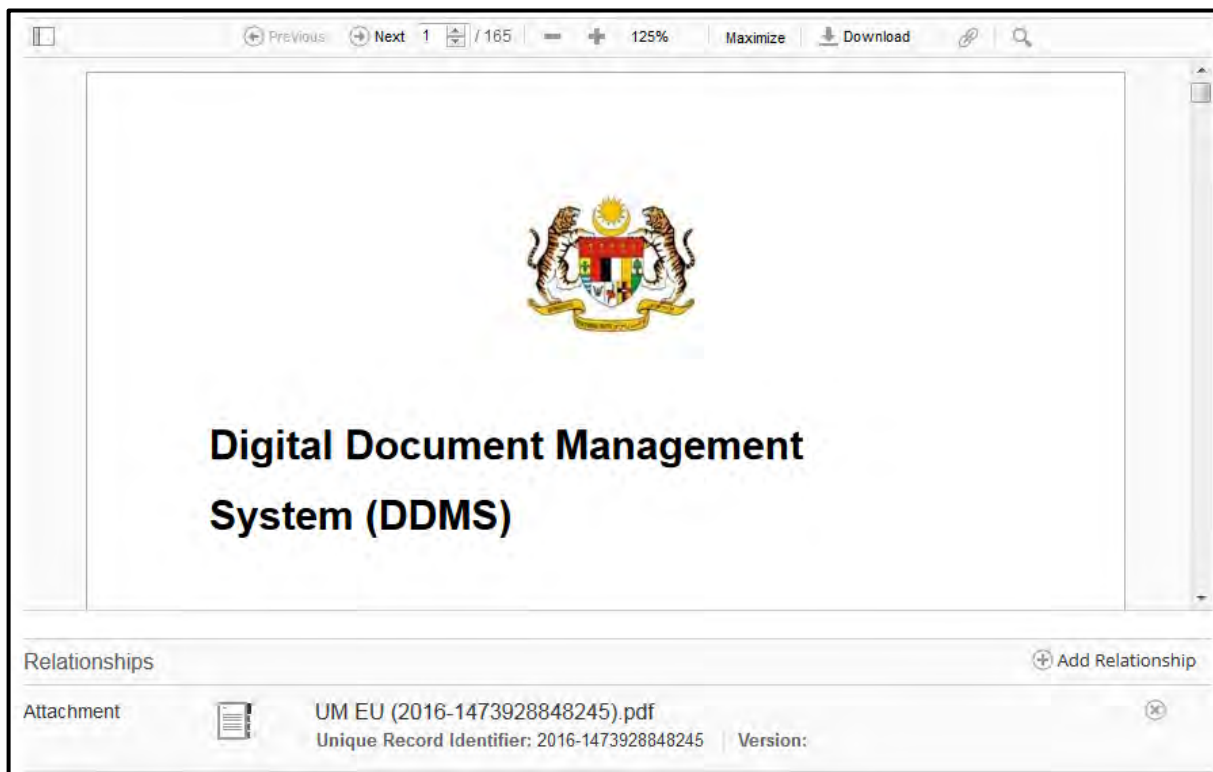 Previous Next 1 / 165 125% Maximize Download
Digital Document Management
System (DDMS)
Relationships Add Relationship
Attachment UM EU (2016-1473928848245).pdf
Unique Record Identifier: 2016-1473928848245 Version: